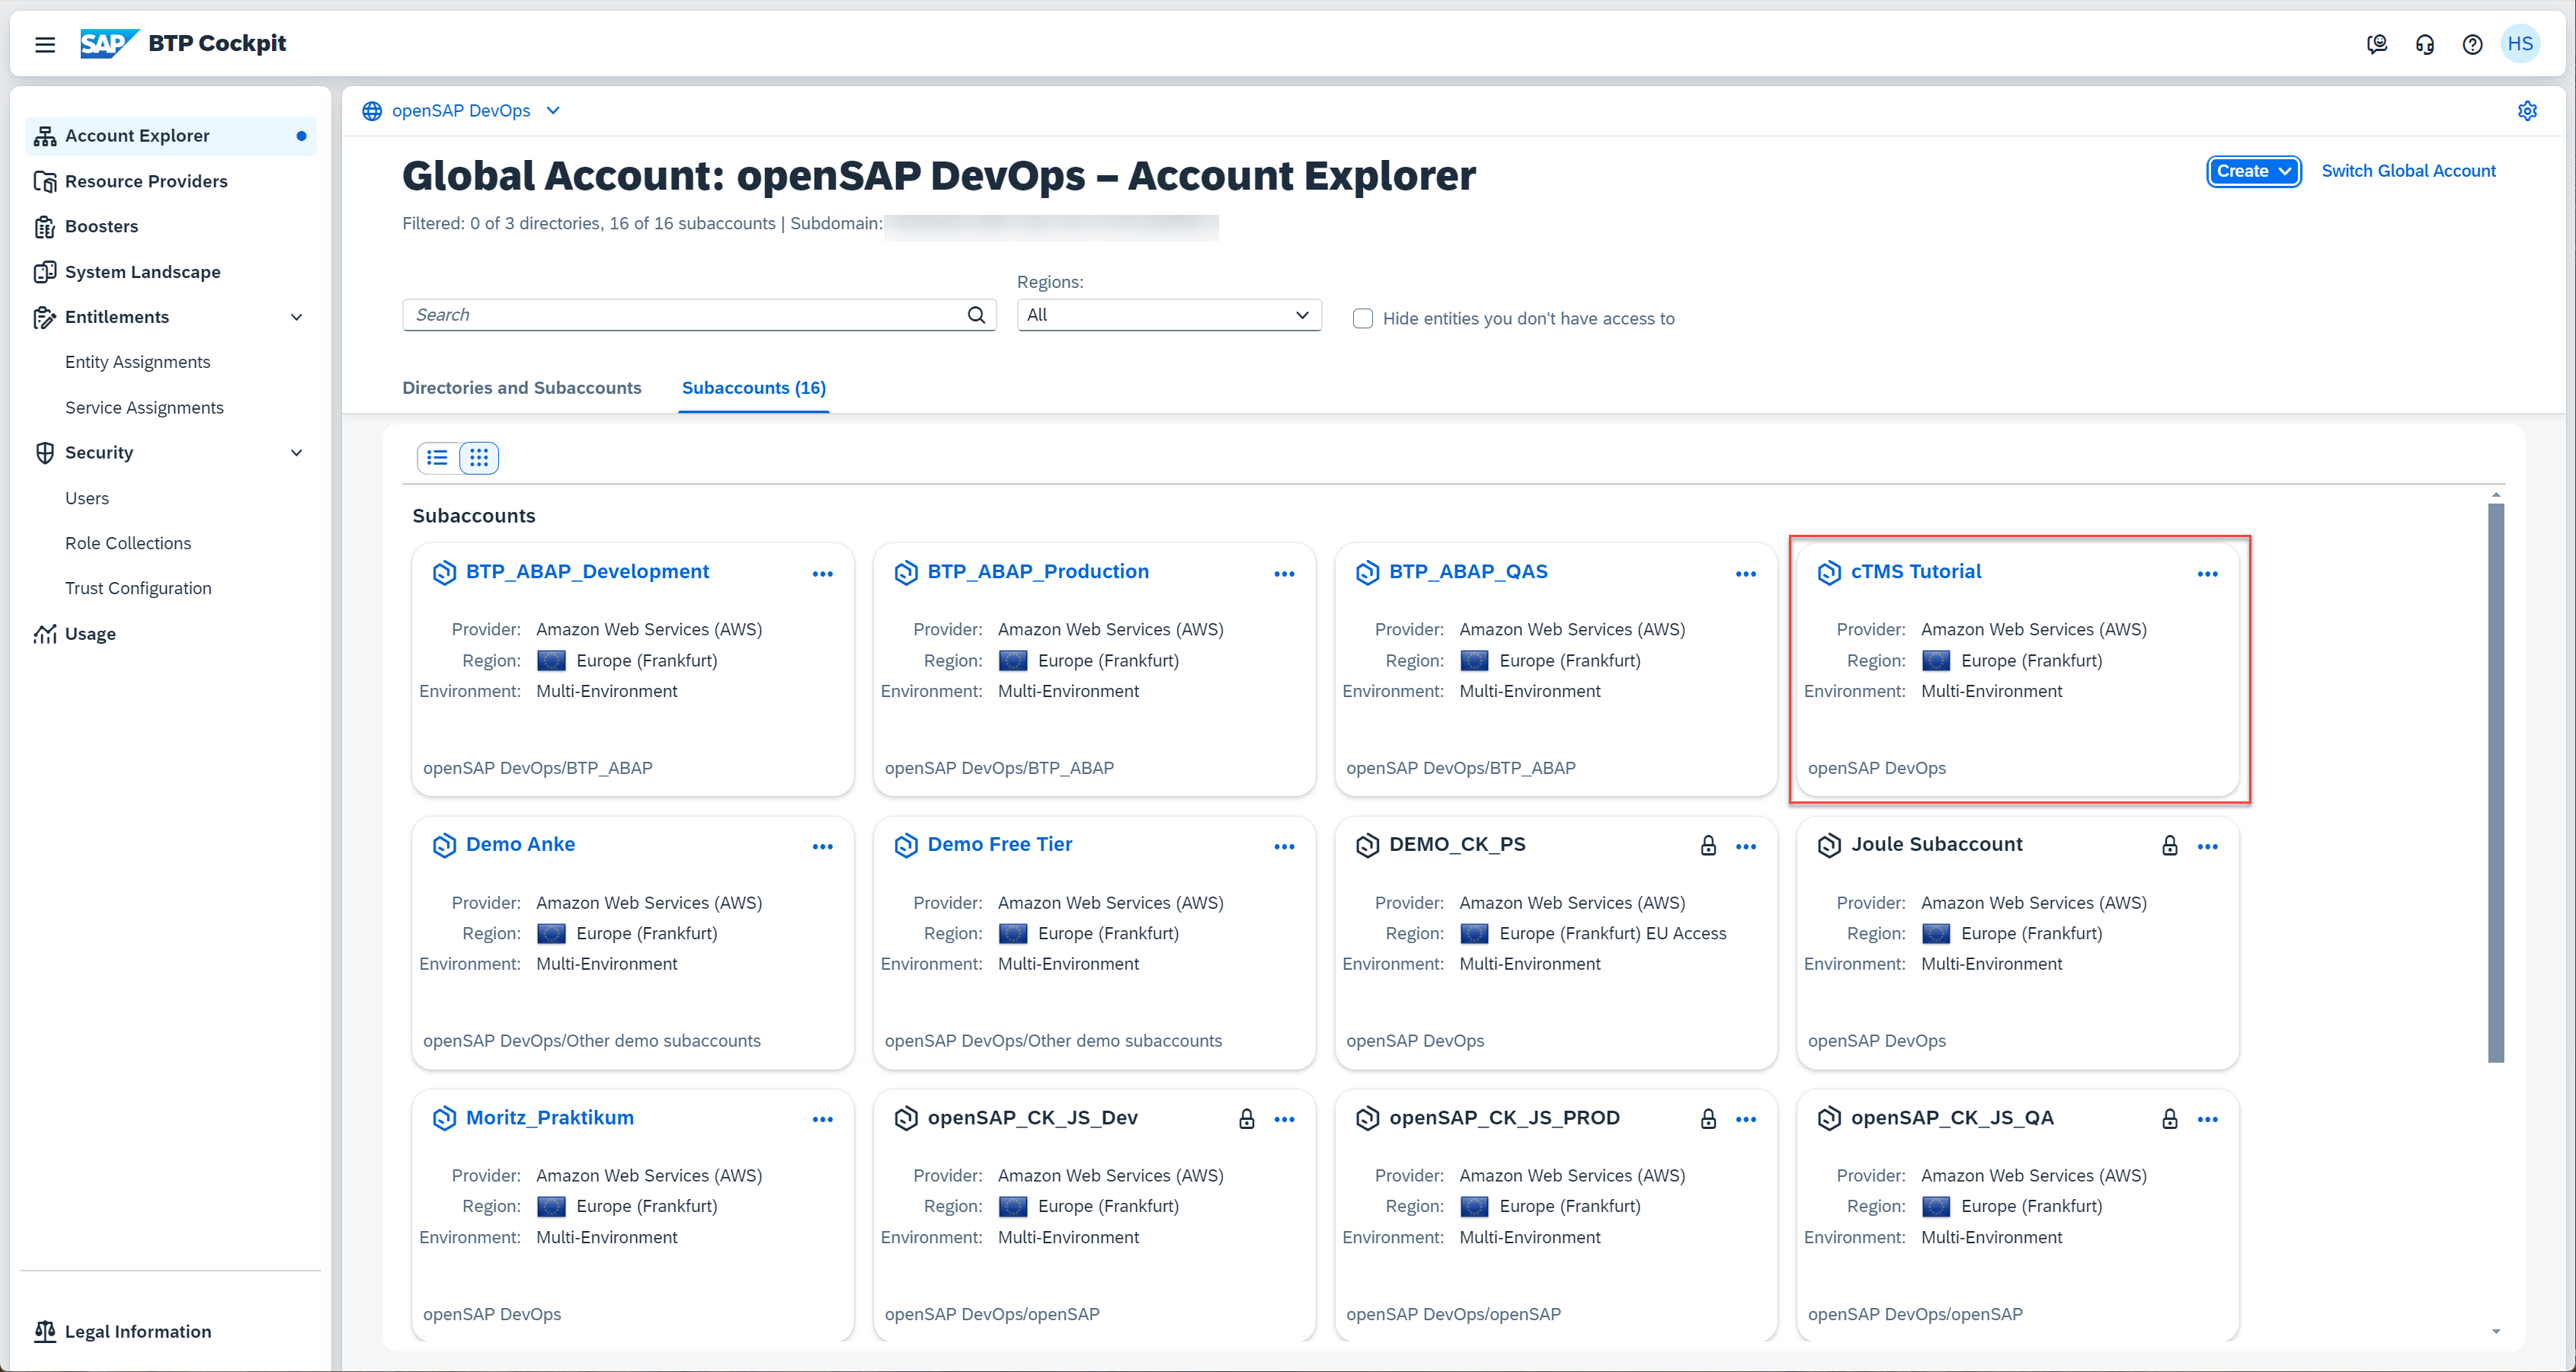 SAP BTP Cockpit
HS
Account Explorer
Resource Providers
Boosters
System Landscape
Entitlements
Entity Assignments
Service Assignments
Security
Users
Role Collections
Trust Configuration
Usage
Legal Information
openSAP DevOps
Global Account: openSAP DevOps – Account Explorer
Create
Switch Global Account
Filtered: 0 of 3 directories, 16 of 16 subaccounts | Subdomain:
Regions:
Search
All
Hide entities you don't have access to
Directories and Subaccounts
Subaccounts (16)
Subaccounts
BTP_ABAP_Development
Provider: Amazon Web Services (AWS)
Region: Europe (Frankfurt)
Environment: Multi-Environment
openSAP DevOps/BTP_ABAP
BTP_ABAP_Production
Provider: Amazon Web Services (AWS)
Region: Europe (Frankfurt)
Environment: Multi-Environment
openSAP DevOps/BTP_ABAP
BTP_ABAP_QAS
Provider: Amazon Web Services (AWS)
Region: Europe (Frankfurt)
Environment: Multi-Environment
openSAP DevOps/BTP_ABAP
cTMS Tutorial
Provider: Amazon Web Services (AWS)
Region: Europe (Frankfurt)
Environment: Multi-Environment
openSAP DevOps
Demo Anke
Provider: Amazon Web Services (AWS)
Region: Europe (Frankfurt)
Environment: Multi-Environment
openSAP DevOps/Other demo subaccounts
Demo Free Tier
Provider: Amazon Web Services (AWS)
Region: Europe (Frankfurt)
Environment: Multi-Environment
openSAP DevOps/Other demo subaccounts
DEMO_CK_PS
Provider: Amazon Web Services (AWS)
Region: Europe (Frankfurt) EU Access
Environment: Multi-Environment
openSAP DevOps
Joule Subaccount
Provider: Amazon Web Services (AWS)
Region: Europe (Frankfurt)
Environment: Multi-Environment
openSAP DevOps
Moritz_Praktikum
Provider: Amazon Web Services (AWS)
Region: Europe (Frankfurt)
Environment: Multi-Environment
openSAP DevOps
openSAP_CK_JS_Dev
Provider: Amazon Web Services (AWS)
Region: Europe (Frankfurt)
Environment: Multi-Environment
openSAP DevOps/openSAP
openSAP_CK_JS_PROD
Provider: Amazon Web Services (AWS)
Region: Europe (Frankfurt)
Environment: Multi-Environment
openSAP DevOps/openSAP
openSAP_CK_JS_QA
Provider: Amazon Web Services (AWS)
Region: Europe (Frankfurt)
Environment: Multi-Environment
openSAP DevOps/openSAP